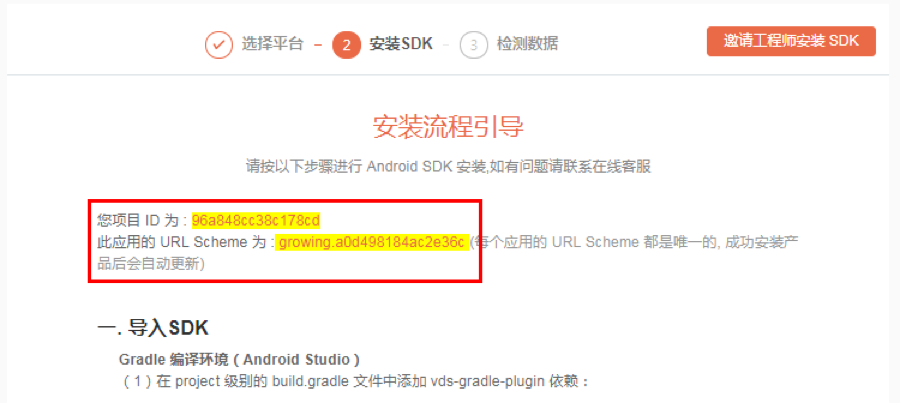 选择平台 2 安装SDK 3 检测数据 邀请工程师安装 SDK
安装流程引导
请按以下步骤进行 Android SDK 安装,如有问题请联系在线客服
您项目 ID 为 : 96a848cc38c178cd
此应用的 URL Scheme 为 : growing.a0d498184ac2e36c (每个应用的 URL Scheme 都是唯一的, 成功安装产
品后会自动更新)
一. 导入SDK
Gradle 编译环境 ( Android Studio )
（1）在 project 级别的 build.gradle 文件中添加 vds-gradle-plugin 依赖：